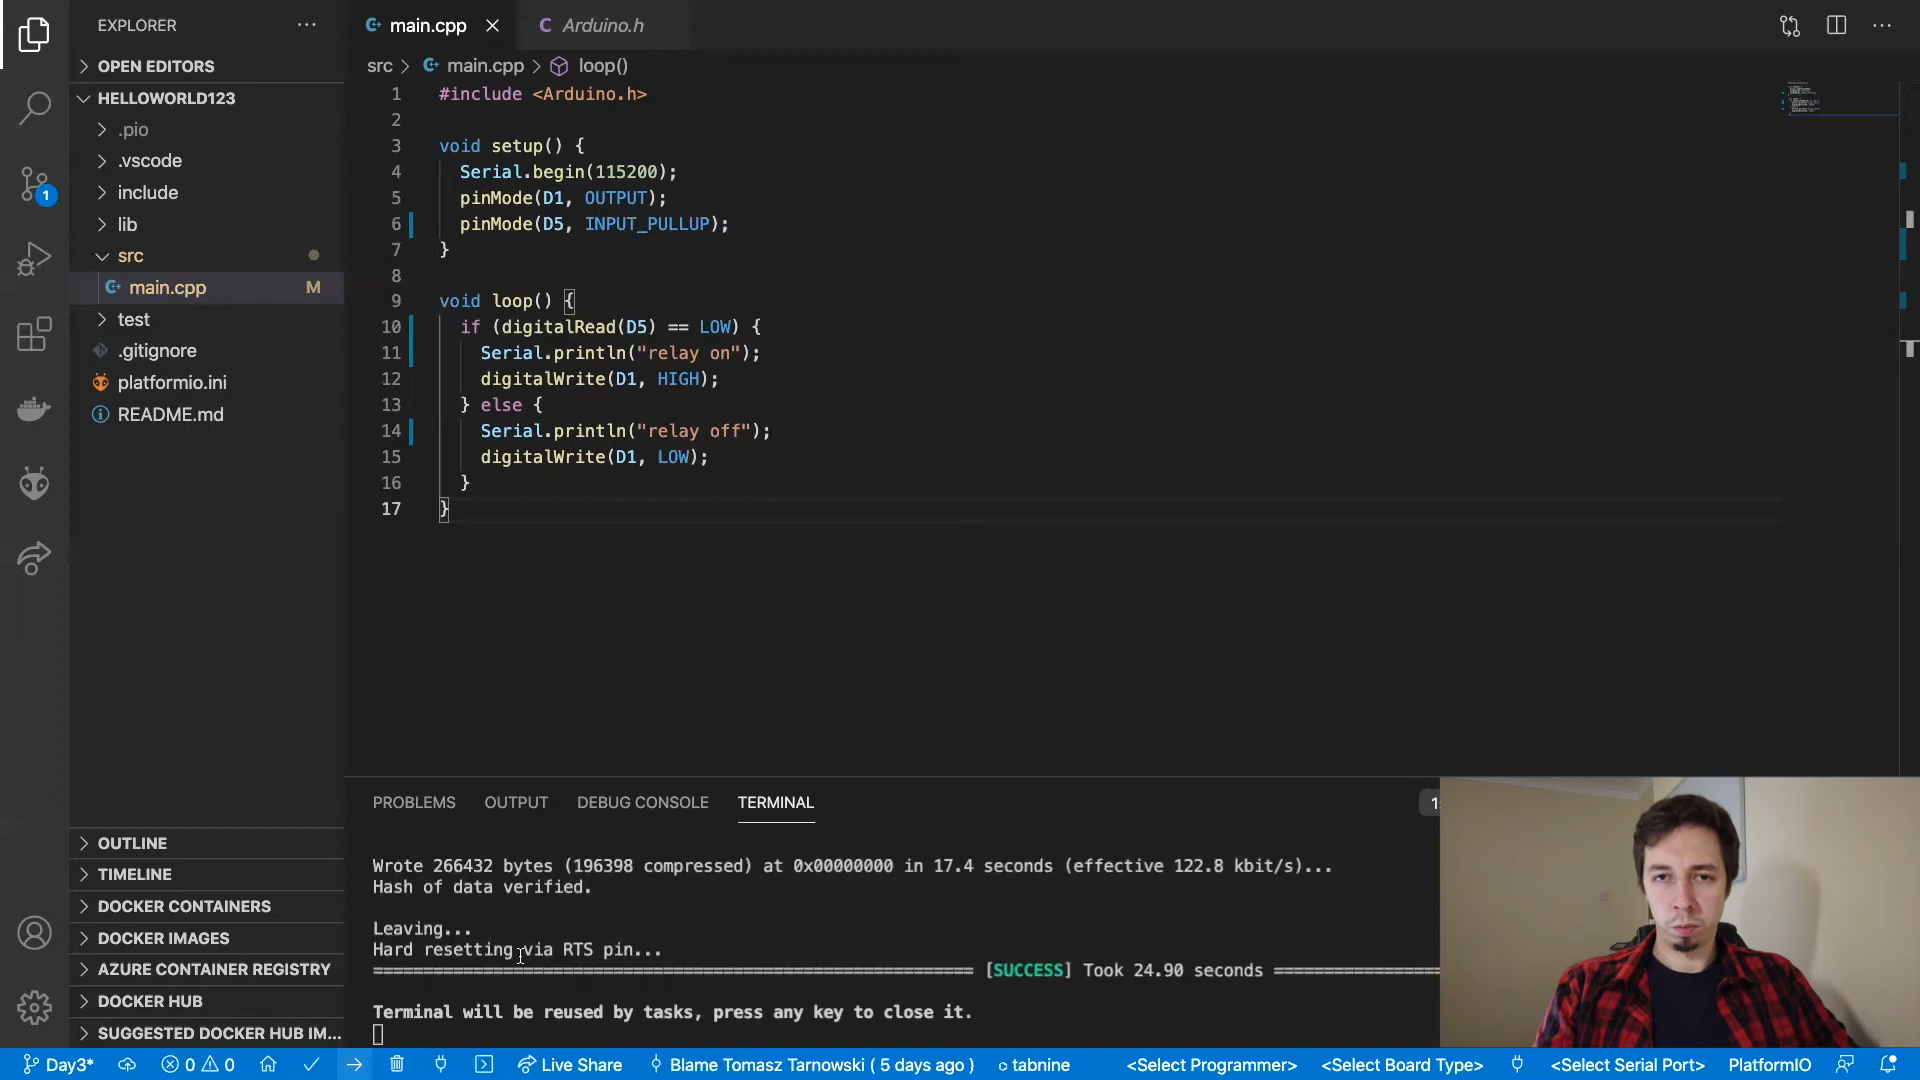 EXPLORER
main.cpp
Arduino.h
OPEN EDITORS
src > main.cpp > loop()
HELLOWORLD123
.pio
.vscode
include
lib
src
main.cpp M
test
.gitignore
platformio.ini
README.md
1 #include <Arduino.h>
2
3 void setup() {
4 Serial.begin(115200);
5 pinMode(D1, OUTPUT);
6 pinMode(D5, INPUT_PULLUP);
7 }
8
9 void loop() {
10 if (digitalRead(D5) == LOW) {
11 Serial.println("relay on");
12 digitalWrite(D1, HIGH);
13 } else {
14 Serial.println("relay off");
15 digitalWrite(D1, LOW);
16 }
17 }
1
OUTLINE
TIMELINE
DOCKER CONTAINERS
DOCKER IMAGES
AZURE CONTAINER REGISTRY
DOCKER HUB
SUGGESTED DOCKER HUB IM...
PROBLEMS OUTPUT DEBUG CONSOLE TERMINAL
Wrote 266432 bytes (196398 compressed) at 0x00000000 in 17.4 seconds (effective 122.8 kbit/s)...
Hash of data verified.
Leaving...
Hard resetting via RTS pin...
[SUCCESS] Took 24.90 seconds
Terminal will be reused by tasks, press any key to close it.
Day3* 0 0 Live Share Blame Tomasz Tarnowski ( 5 days ago ) tabnine <Select Programmer> <Select Board Type> <Select Serial Port> PlatformIO